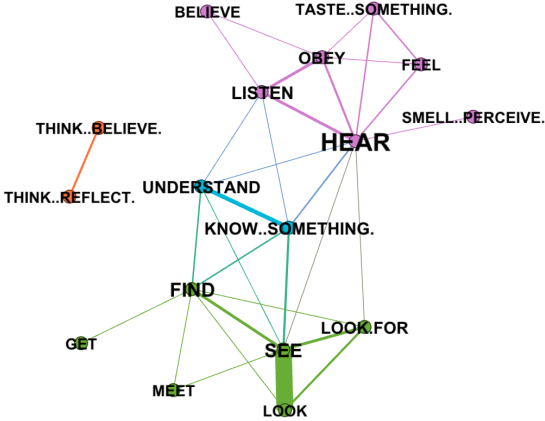 BELIEVE
TASTE..SOMETHING.
OBEY
FEEL
LISTEN
SMELL..PERCEIVE.
THINK..BELIEVE.
HEAR
UNDERSTAND
THINK..REFLECT.
KNOW..SOMETHING.
FIND
LOOK.FOR
GET
SEE
MEET
LOOK